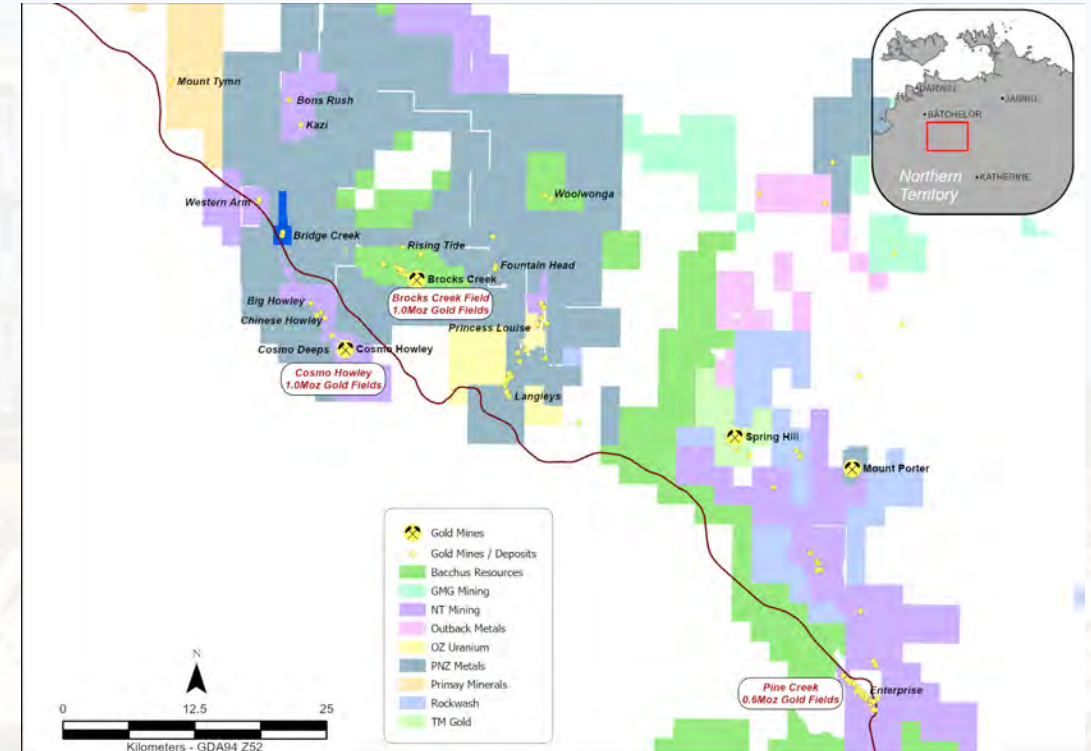 Mount Tymn
Bons Rush
Kazi
Western Arm
Bridge Creek
Woolwonga
Rising Tide
Fountain Head
Brocks Creek
Brocks Creek Field
1.0Moz Gold Fields
Big Howley
Chinese Howley
Princess Louise
Cosmo Deeps
Cosmo Howley
Cosmo Howley
1.0Moz Gold Fields
Langleys
Spring Hill
Mount Porter
Pine Creek
0.6Moz Gold Fields
Enterprise
DARWIN
JABIRU
BATCHELOR
Northern
Territory
KATHERINE
Gold Mines
Gold Mines / Deposits
Bacchus Resources
GMG Mining
NT Mining
Outback Metals
OZ Uranium
PNZ Metals
Primay Minerals
Rockwash
TM Gold
N
0 12.5 25
Kilometers - GDA94 Z52